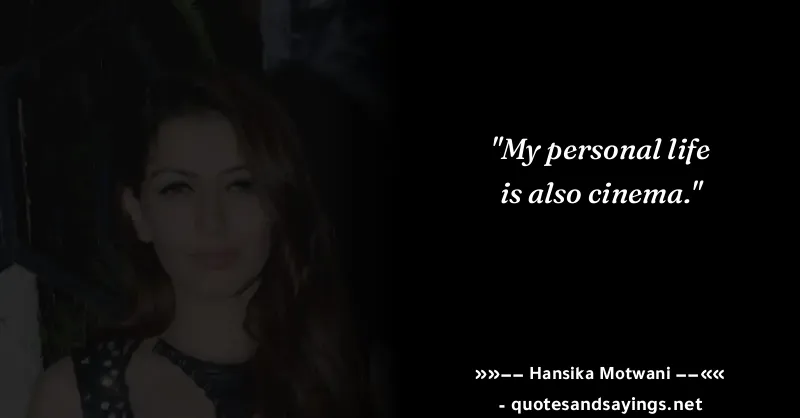 "My personal life
is also cinema."
»»−− Hansika Motwani −−««
- quotesandsayings.net